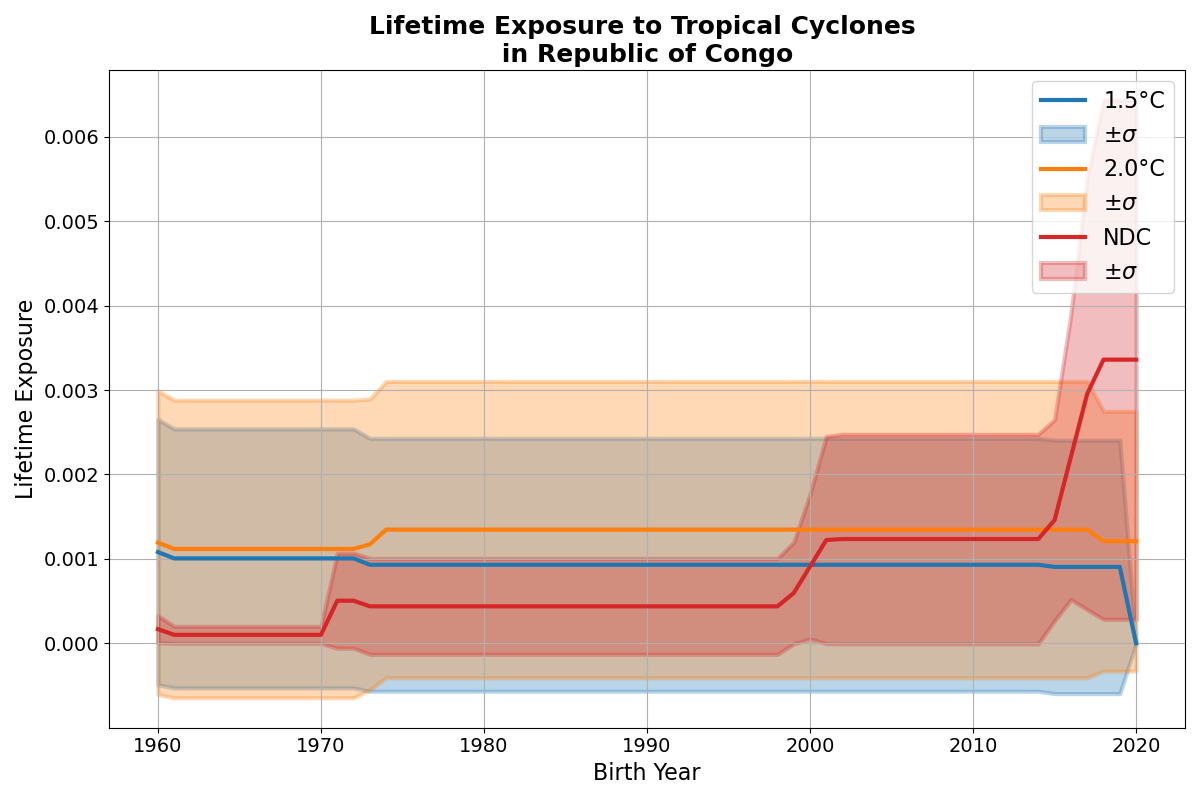 Lifetime Exposure to Tropical Cyclones
in Republic of Congo
1.5°C
±σ
2.0°C
±σ
NDC
±σ
0.006
0.005
0.004
0.003
0.002
0.001
0.000
Lifetime Exposure
1960 1970 1980 1990 2000 2010 2020
Birth Year